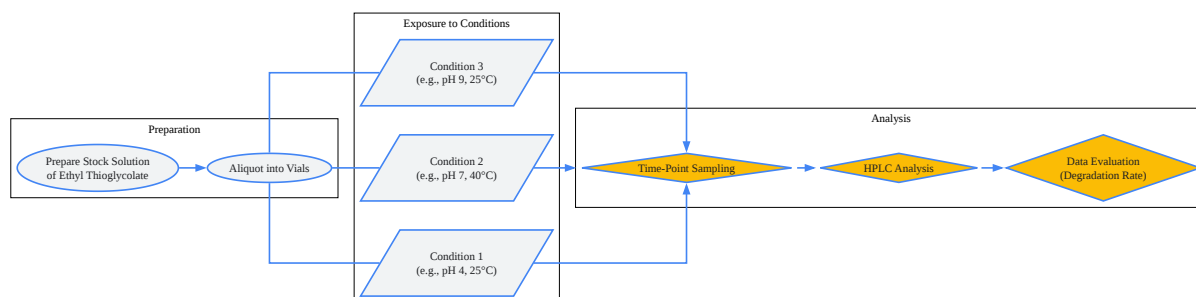 Exposure to Conditions
Condition 3
(e.g., pH 9, 25°C)
Preparation
Prepare Stock Solution
of Ethyl Thioglycolate
Aliquot into Vials
Condition 2
(e.g., pH 7, 40°C)
Condition 1
(e.g., pH 4, 25°C)
Analysis
Time-Point Sampling
HPLC Analysis
Data Evaluation
(Degradation Rate)